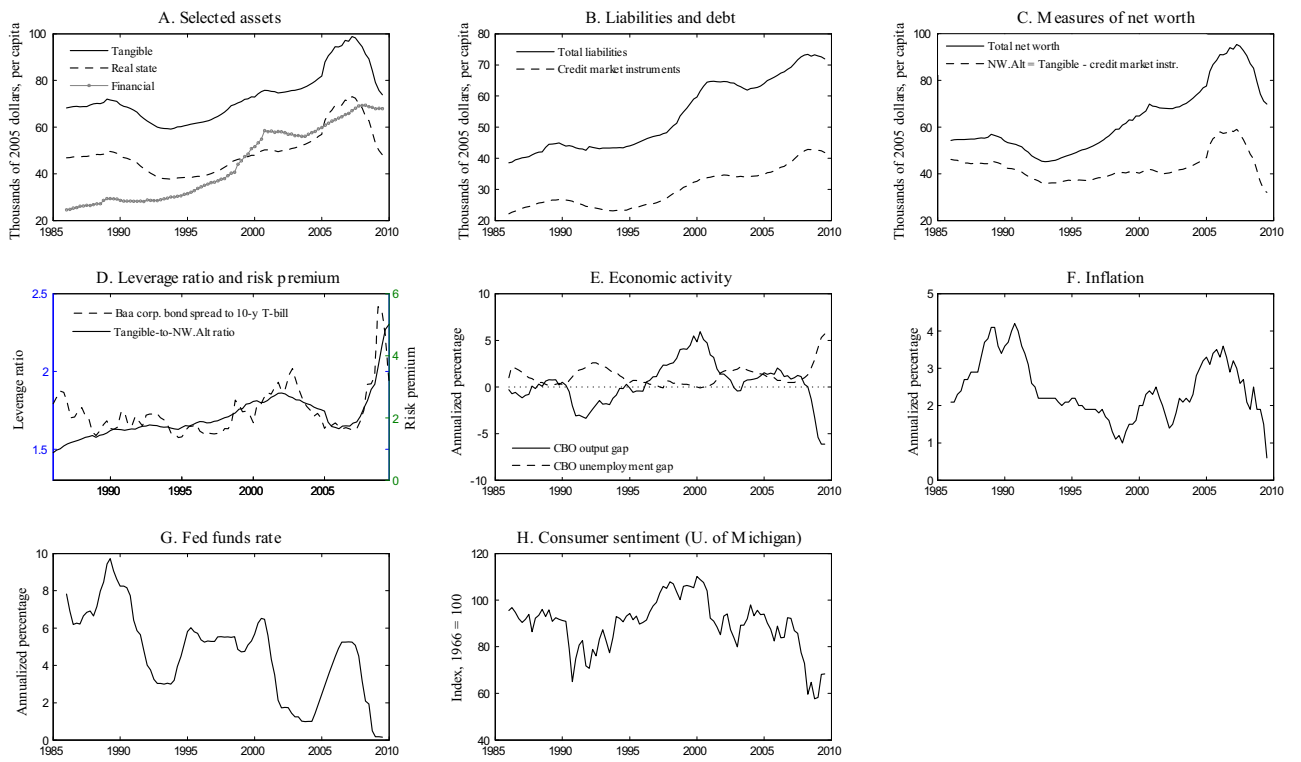 A. Selected assets
Thousands of 2005 dollars, per capita
100
80
60
40
20
Tangible
Real state
Financial
1985 1990 1995 2000 2005 2010
B. Liabilities and debt
Thousands of 2005 dollars, per capita
80
70
60
50
40
30
20
Total liabilities
Credit market instruments
1985 1990 1995 2000 2005 2010
C. Measures of net worth
Thousands of 2005 dollars, per capita
100
80
60
40
20
Total net worth
NW.Alt = Tangible - credit market instr.
1985 1990 1995 2000 2005 2010
D. Leverage ratio and risk premium
Leverage ratio
2.5
2
1.5
Baa corp. bond spread to 10-y T-bill
Tangible-to-NW.Alt ratio
6
4
2
0
Risk premium
1990 1995 2000 2005
E. Economic activity
Annualized percentage
10
5
0
-5
-10
CBO output gap
CBO unemployment gap
1985 1990 1995 2000 2005 2010
F. Inflation
Annualized percentage
5
4
3
2
1
0
1985 1990 1995 2000 2005 2010
G. Fed funds rate
Annualized percentage
10
8
6
4
2
0
1985 1990 1995 2000 2005 2010
H. Consumer sentiment (U. of Michigan)
Index, 1966 = 100
120
100
80
60
40
1985 1990 1995 2000 2005 2010